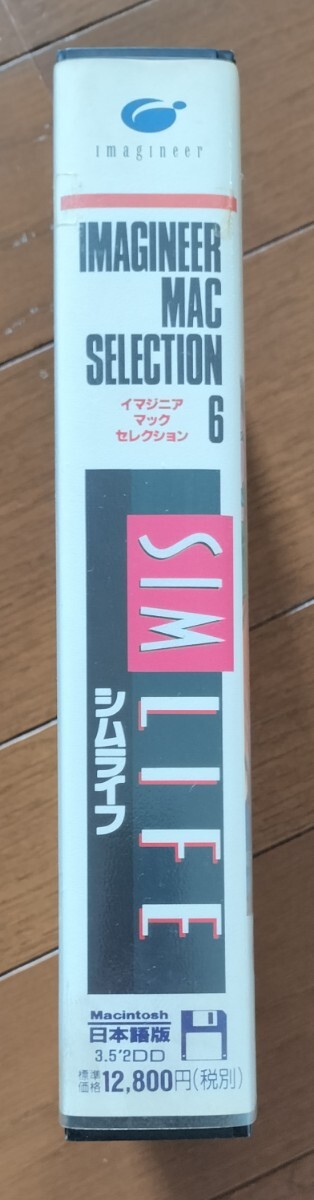 imagineer
IMAGINEER
MAC
SELECTION
6
イマジニア
マック
セレクション
SIM LIFE
シムライフ
Macintosh
日本語版
3.5'2DD
標準価格 12,800円(税別)